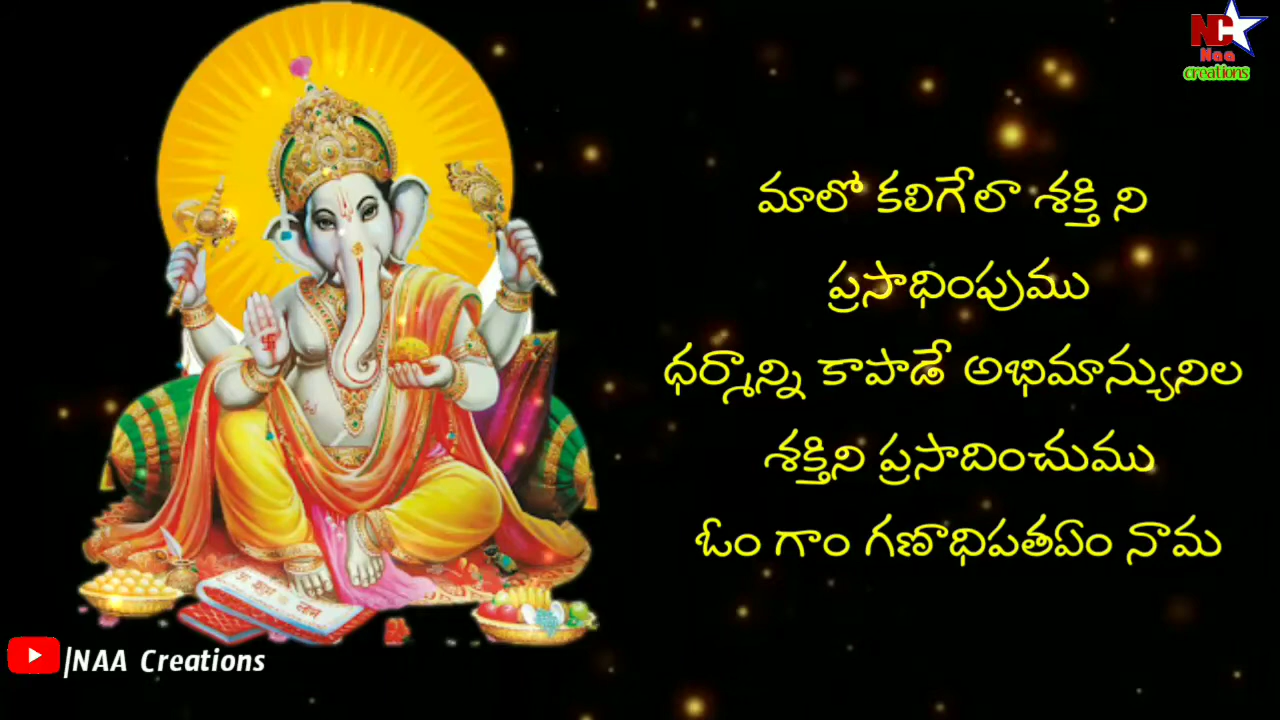 NC
Naa
creations
మాలో కలిగేలా శక్తి ని
ప్రసాధింపుము
ధర్మాన్ని కాపాడే అభిమాన్యునిల
శక్తిని ప్రసాదించుము
ఓం గాం గణాధిపతఏం నామ
|NAA Creations